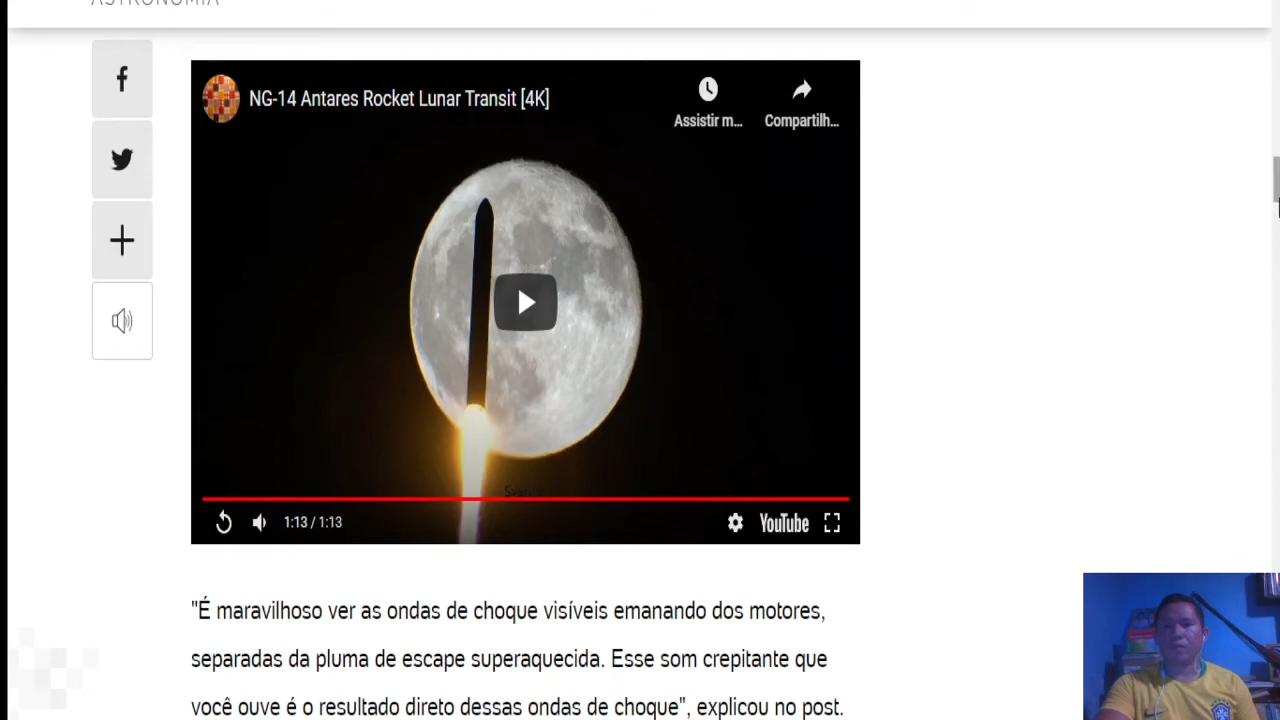 ASTRONOMIA
NG-14 Antares Rocket Lunar Transit [4K]
Assistir m...
Compartilh...
1:13 / 1:13
YouTube
"É maravilhoso ver as ondas de choque visíveis emanando dos motores,
separadas da pluma de escape superaquecida. Esse som crepitante que
você ouve é o resultado direto dessas ondas de choque", explicou no post.